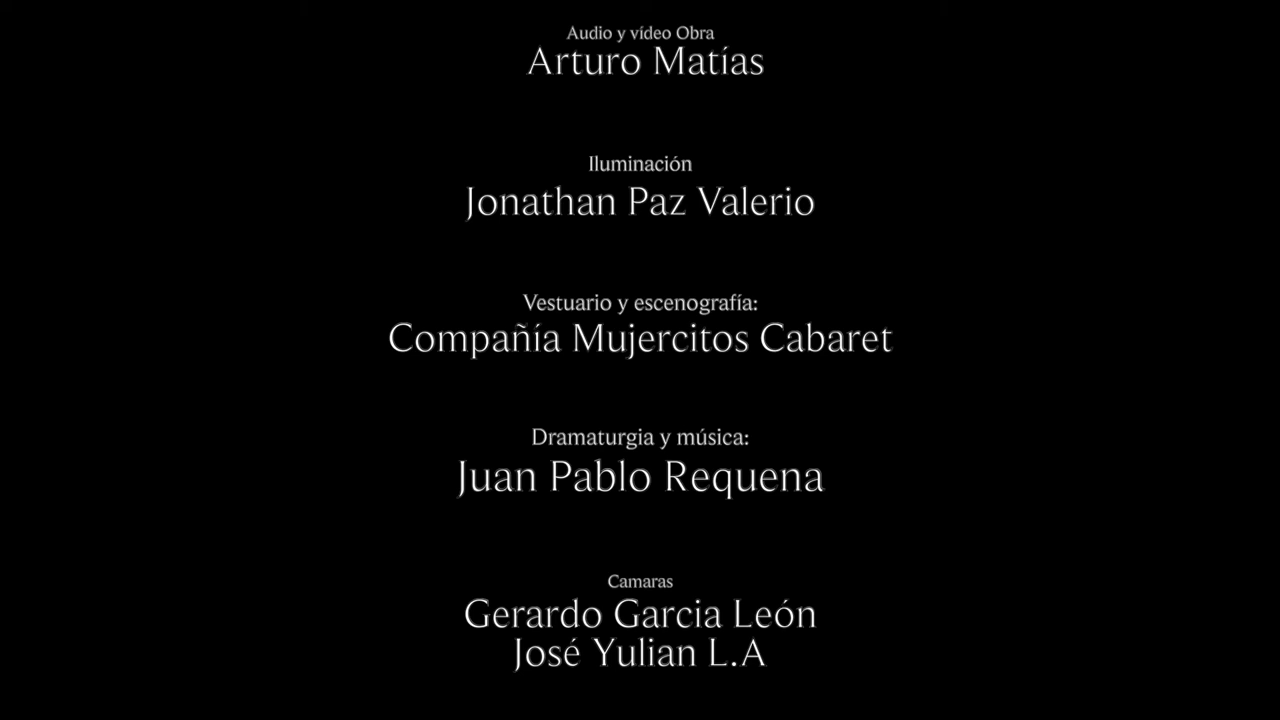 Audio y vídeo Obra
Arturo Matías
Iluminación
Jonathan Paz Valerio
Vestuario y escenografía:
Compañía Mujercitos Cabaret
Dramaturgia y música:
Juan Pablo Requena
Camaras
Gerardo Garcia León
José Yulian L.A